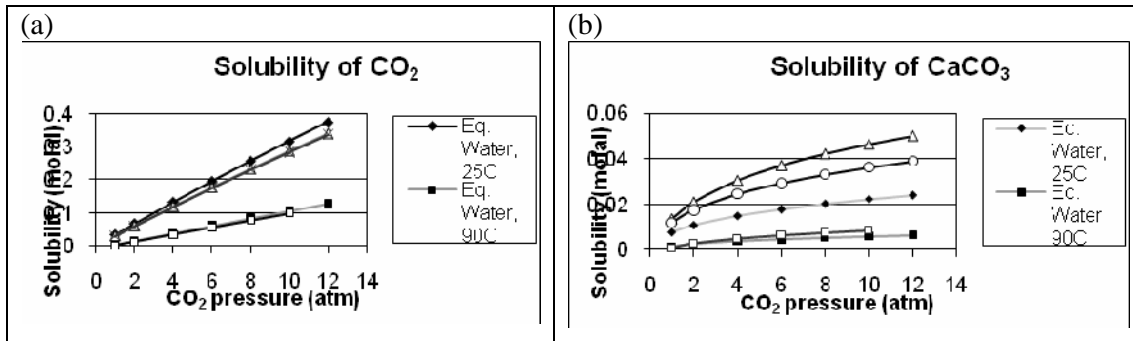 (a)
Solubility of CO₂
0.4
0.3
0.2
0.1
0
0 2 4 6 8 10 12 14
Solubility (molal)
CO₂ pressure (atm)
Eq.
Water,
25C
Eq.
Water,
90C
(b)
Solubility of CaCO₃
0.06
0.04
0.02
0
0 2 4 6 8 10 12 14
Solubility (molal)
CO₂ pressure (atm)
Ec.
Water,
25C
Ec.
Water
90C